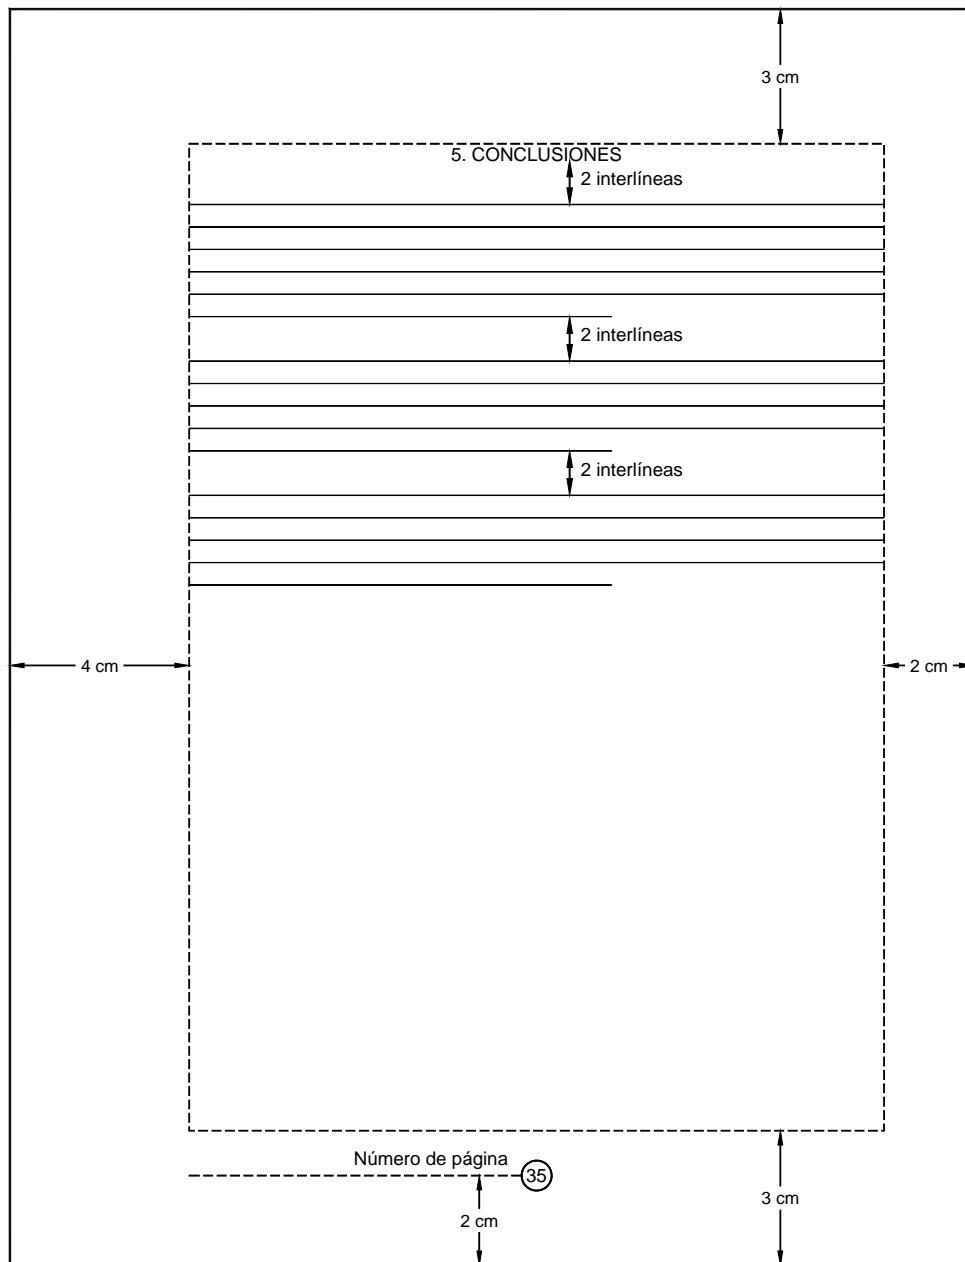 3 cm
5. CONCLUSIONES
2 interlíneas
2 interlíneas
2 interlíneas
4 cm
2 cm
Número de página
35
3 cm
2 cm